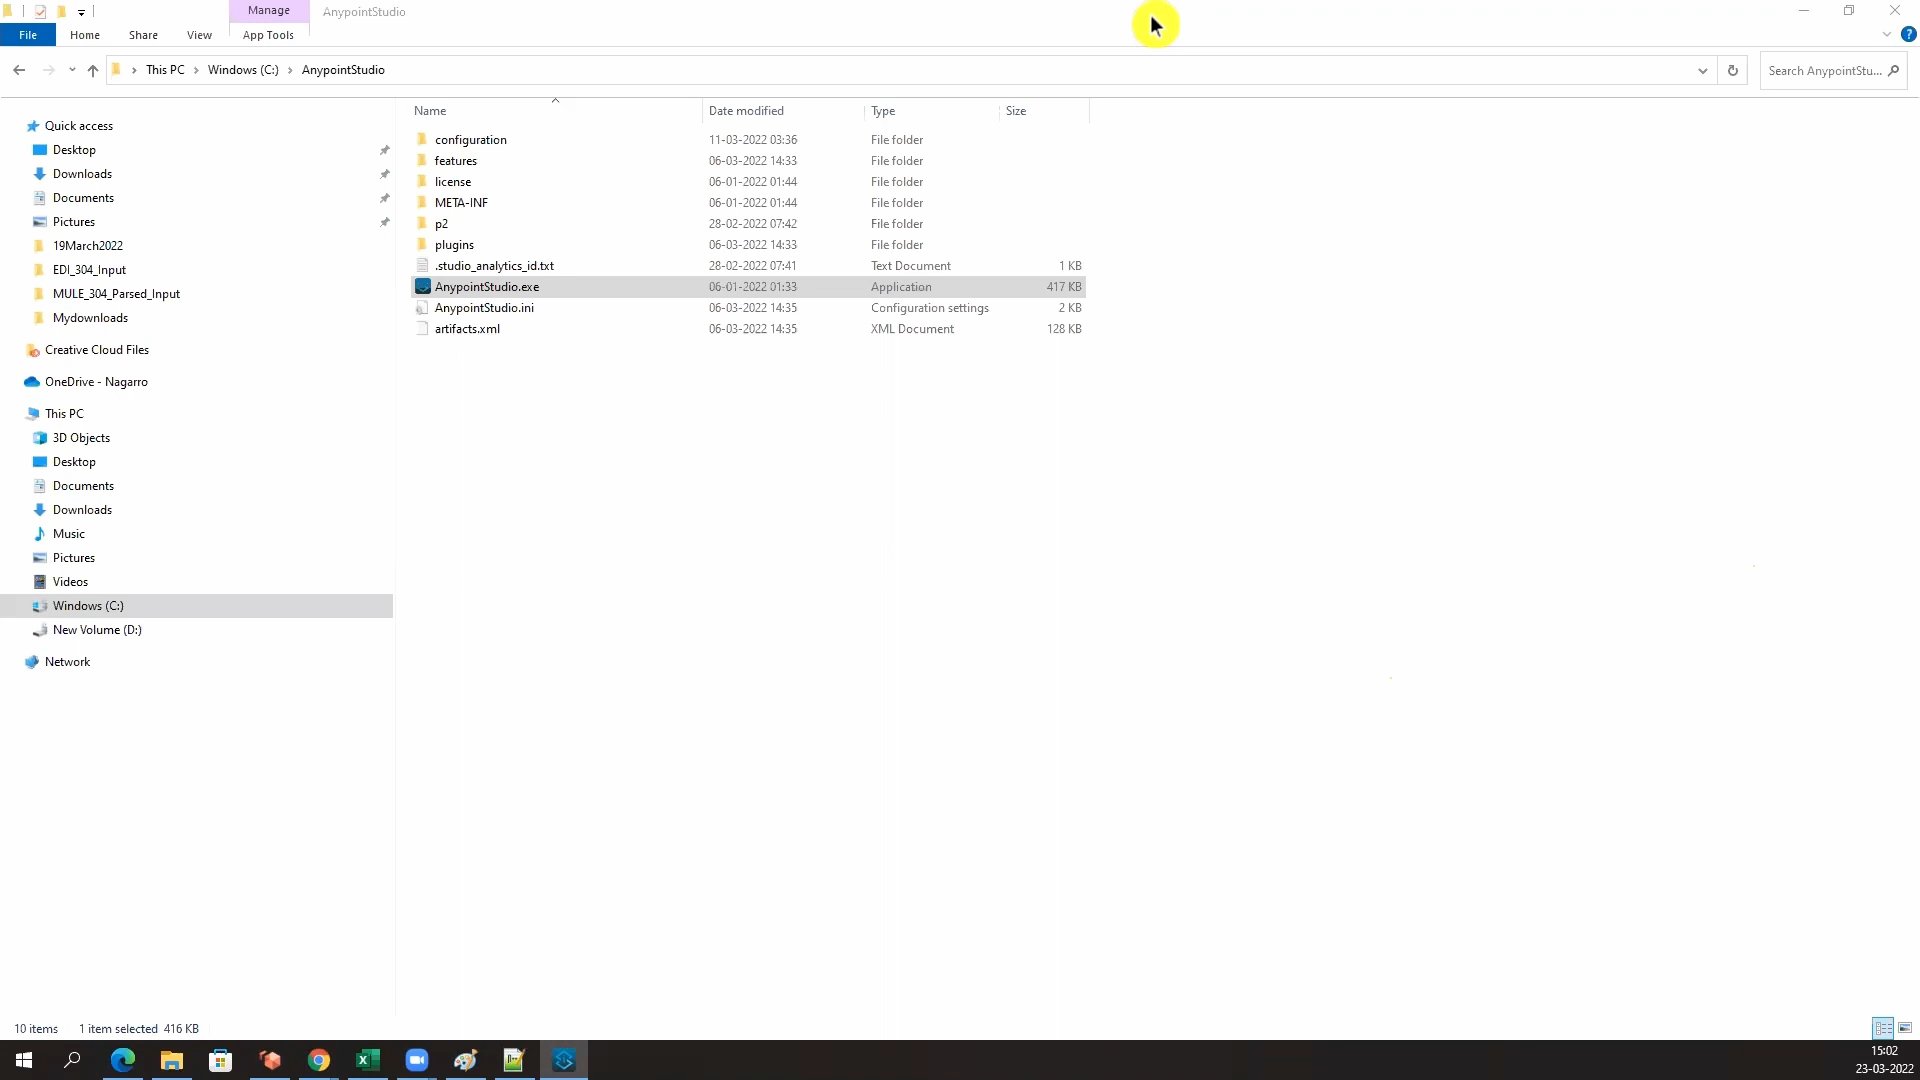 Manage AnypointStudio
File Home Share View App Tools
This PC Windows (C:) AnypointStudio
Search AnypointStu...
Name Date modified Type Size
Quick access
Desktop
Downloads
Documents
Pictures
19March2022
EDI_304_Input
MULE_304_Parsed_Input
Mydownloads
Creative Cloud Files
OneDrive - Nagarro
This PC
3D Objects
Desktop
Documents
Downloads
Music
Pictures
Videos
Windows (C:)
New Volume (D:)
Network
configuration 11-03-2022 03:36 File folder
features 06-03-2022 14:33 File folder
license 06-01-2022 01:44 File folder
META-INF 06-01-2022 01:44 File folder
p2 28-02-2022 07:42 File folder
plugins 06-03-2022 14:33 File folder
.studio_analytics_id.txt 28-02-2022 07:41 Text Document 1 KB
AnypointStudio.exe 06-01-2022 01:33 Application 417 KB
AnypointStudio.ini 06-03-2022 14:35 Configuration settings 2 KB
artifacts.xml 06-03-2022 14:35 XML Document 128 KB
10 items 1 item selected 416 KB
15:02
23-03-2022